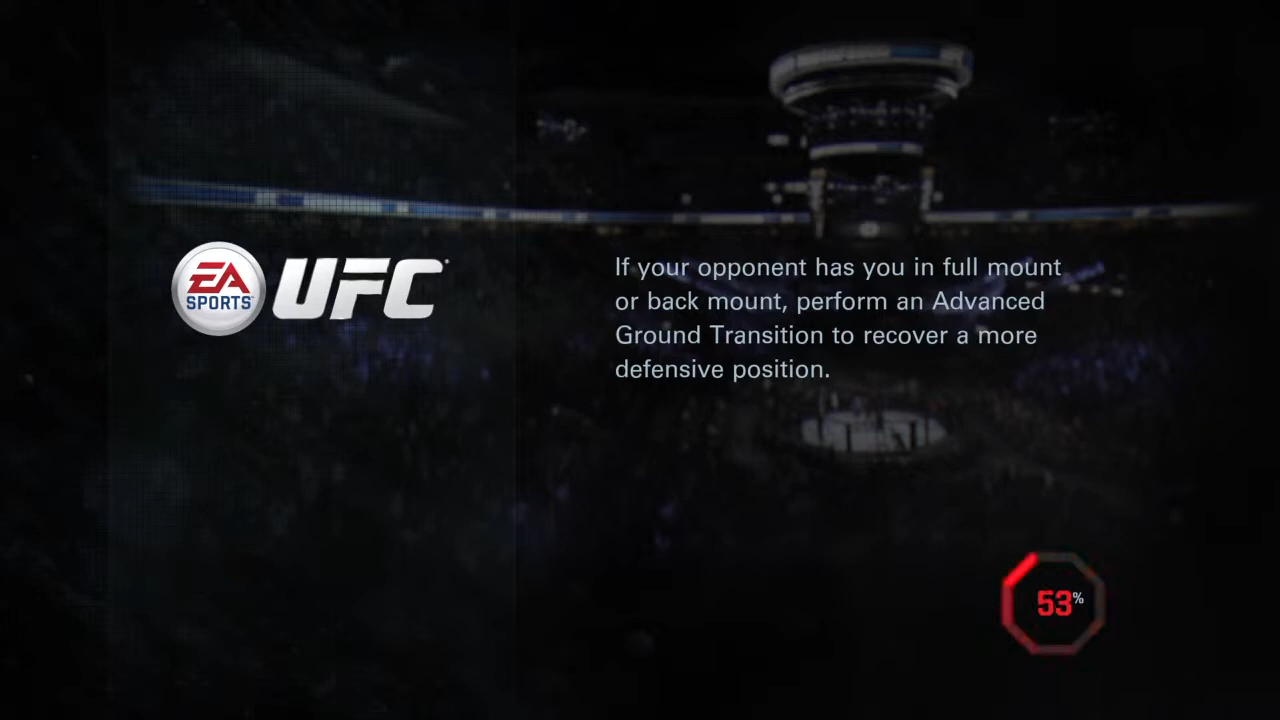 EA
SPORTS
UFC
If your opponent has you in full mount
or back mount, perform an Advanced
Ground Transition to recover a more
defensive position.
53%